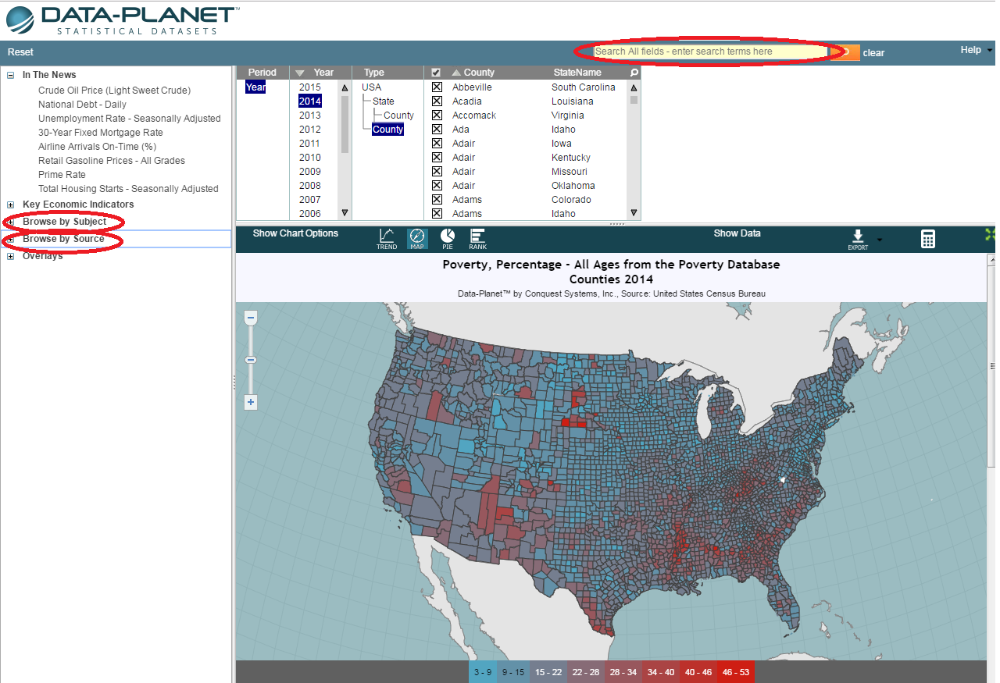 DATA-PLANET™
STATISTICAL DATASETS
Reset
Search All fields - enter search terms here
clear
Help
In The News
Crude Oil Price (Light Sweet Crude)
National Debt - Daily
Unemployment Rate - Seasonally Adjusted
30-Year Fixed Mortgage Rate
Airline Arrivals On-Time (%)
Retail Gasoline Prices - All Grades
Prime Rate
Total Housing Starts - Seasonally Adjusted
Key Economic Indicators
Browse by Subject
Browse by Source
Overlays
Period
Year
Year
2015
2014
2013
2012
2011
2010
2009
2008
2007
2006
Type
USA
State
County
County
County StateName
Abbeville South Carolina
Acadia Louisiana
Accomack Virginia
Ada Idaho
Adair Iowa
Adair Kentucky
Adair Missouri
Adair Oklahoma
Adams Colorado
Adams Idaho
Show Chart Options
TREND
MAP
PIE
RANK
Show Data
EXPORT
Poverty, Percentage - All Ages from the Poverty Database
Counties 2014
Data-Planet™ by Conquest Systems, Inc., Source: United States Census Bureau
3 - 9 9 - 15 15 - 22 22 - 28 28 - 34 34 - 40 40 - 46 46 - 53